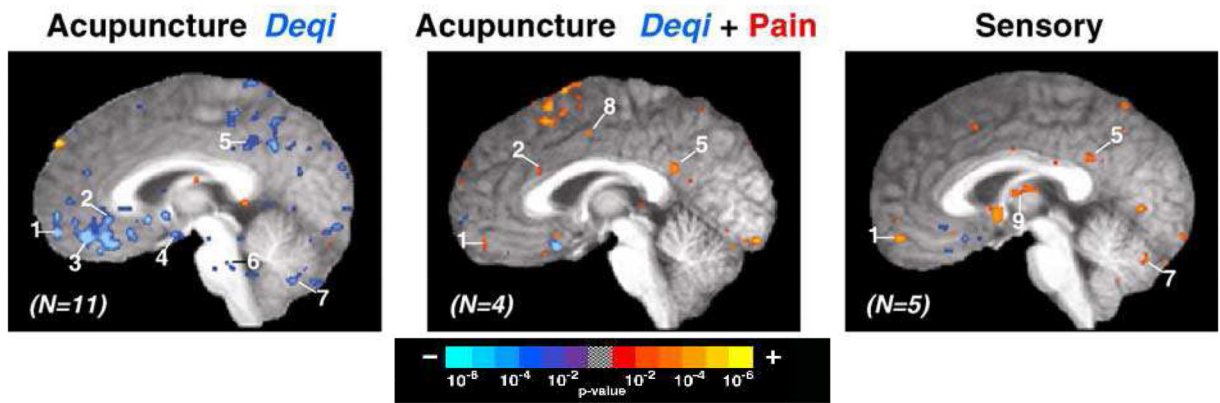 Acupuncture Deqi
Acupuncture Deqi + Pain
Sensory
1
2
3
4
5
6
7
(N=11)
1
2
8
5
(N=4)
1
9
5
7
(N=5)
− +
10-6 10-4 10-2 10-2 10-4 10-6
p-value